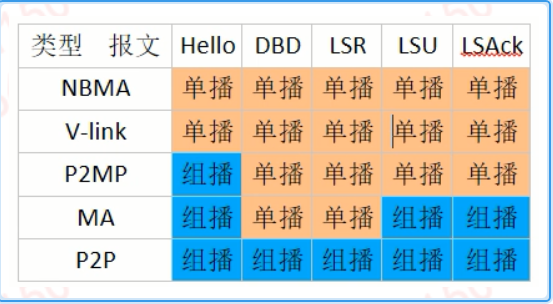 类型 报文 Hello DBD LSR LSU LSAck
NBMA 单播 单播 单播 单播 单播
V-link 单播 单播 单播 单播 单播
P2MP 组播 单播 单播 单播 单播
MA 组播 单播 单播 组播 组播
P2P 组播 组播 组播 组播 组播